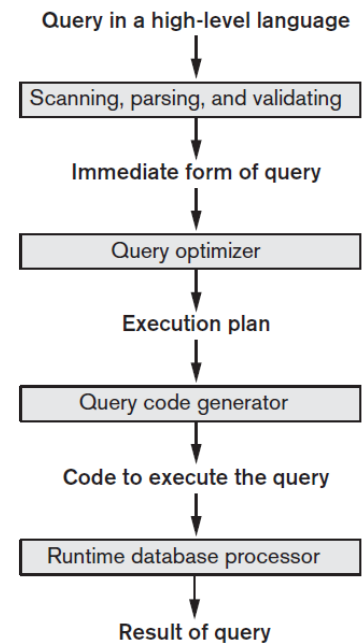 Query in a high-level language
Scanning, parsing, and validating
Immediate form of query
Query optimizer
Execution plan
Query code generator
Code to execute the query
Runtime database processor
Result of query